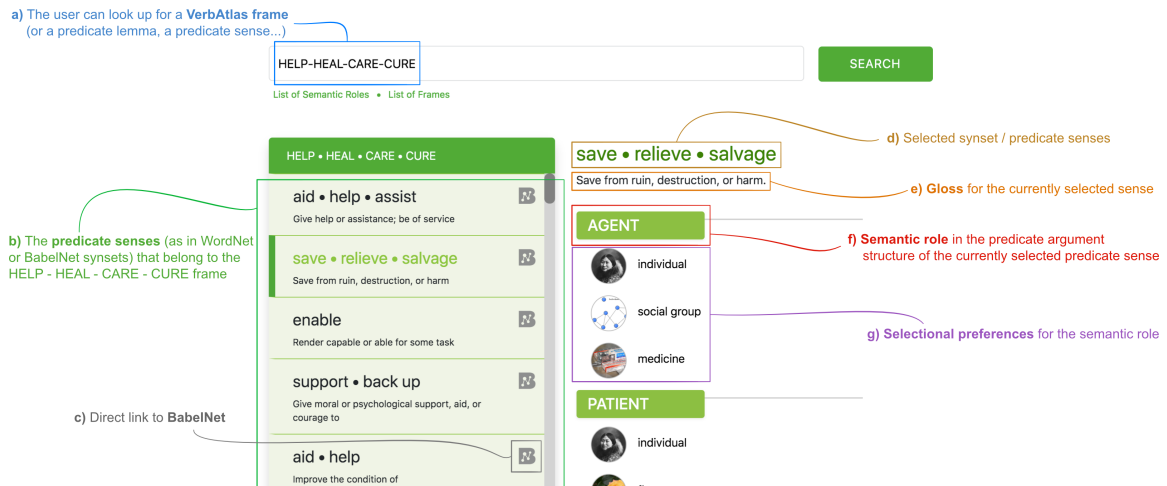 a) The user can look up for a VerbAtlas frame
(or a predicate lemma, a predicate sense...)
HELP-HEAL-CARE-CURE
SEARCH
List of Semantic Roles • List of Frames
HELP • HEAL • CARE • CURE
aid • help • assist
Give help or assistance; be of service
save • relieve • salvage
Save from ruin, destruction, or harm
enable
Render capable or able for some task
support • back up
Give moral or psychological support, aid, or
courage to
aid • help
Improve the condition of
b) The predicate senses (as in WordNet
or BabelNet synsets) that belong to the
HELP - HEAL - CARE - CURE frame
c) Direct link to BabelNet
save • relieve • salvage
Save from ruin, destruction, or harm.
AGENT
individual
social group
medicine
PATIENT
individual
d) Selected synset / predicate senses
e) Gloss for the currently selected sense
f) Semantic role in the predicate argument
structure of the currently selected predicate sense
g) Selectional preferences for the semantic role